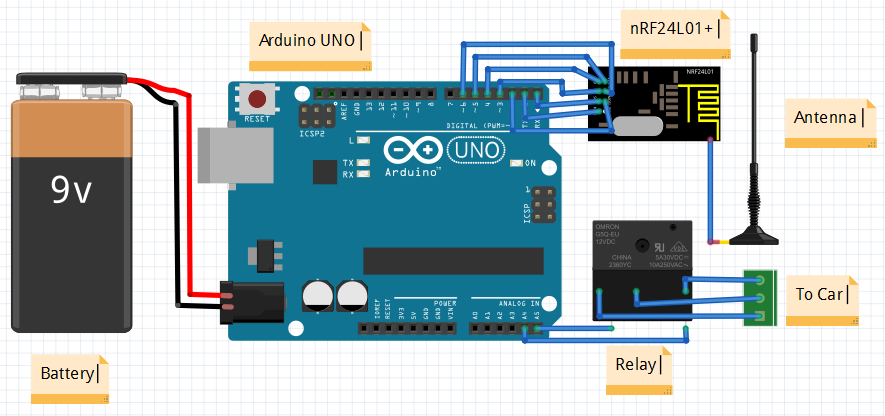 Arduino UNO
nRF24L01+
Antenna
To Car
Relay
Battery
9v
RESET
ICSP2
AREF
GND
13
12
~11
~10
~9
8
7
~6
~5
4
~3
TX
RX
DIGITAL (PWM=~
L
TX
RX
UNO
Arduino™
ON
1
ICSP
NRF24L01
OMRON
G5Q-EU
12VDC
CHINA
2360YC
5A30VDC
10A250VAC~
IOREF
RESET
3V3
5V
GND
GND
VIN
POWER
ANALOG IN
A0
A1
A2
A3
A4
A5